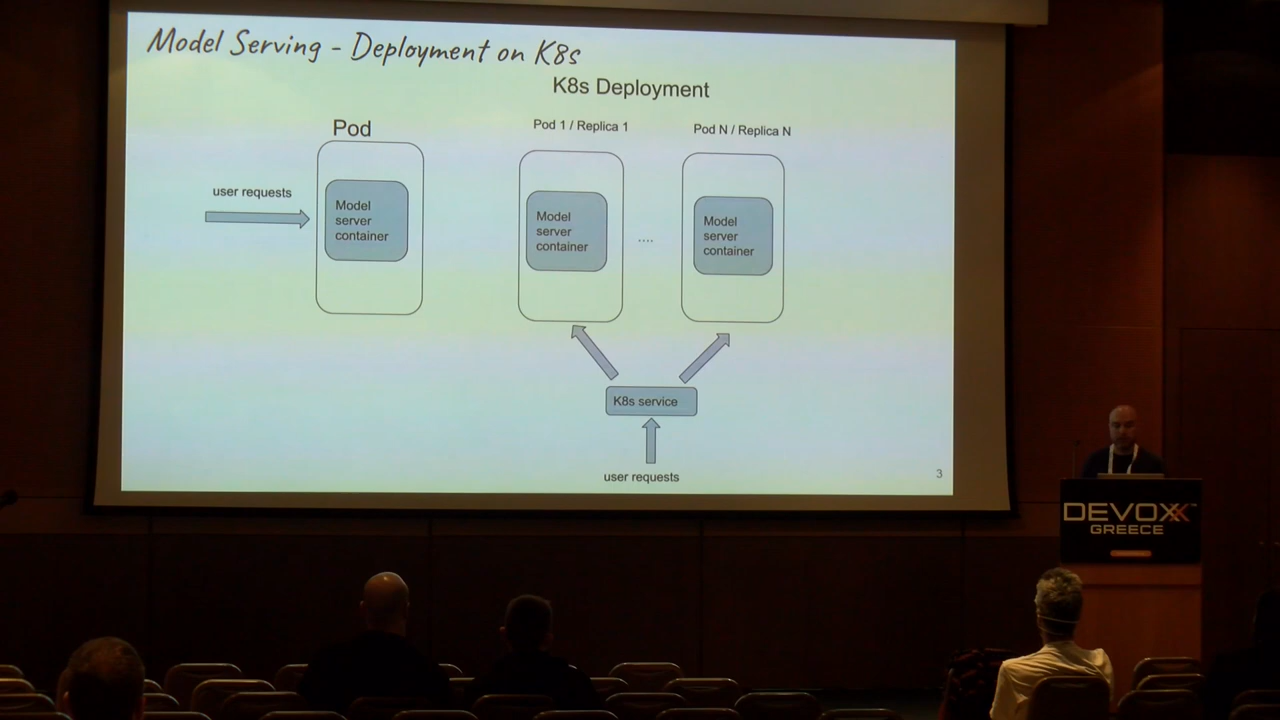 Model Serving - Deployment on K8s
K8s Deployment
Pod
Pod 1 / Replica 1
Pod N / Replica N
user requests
Model
server
container
Model
server
container
....
Model
server
container
K8s service
user requests
3
DEVOXX
GREECE